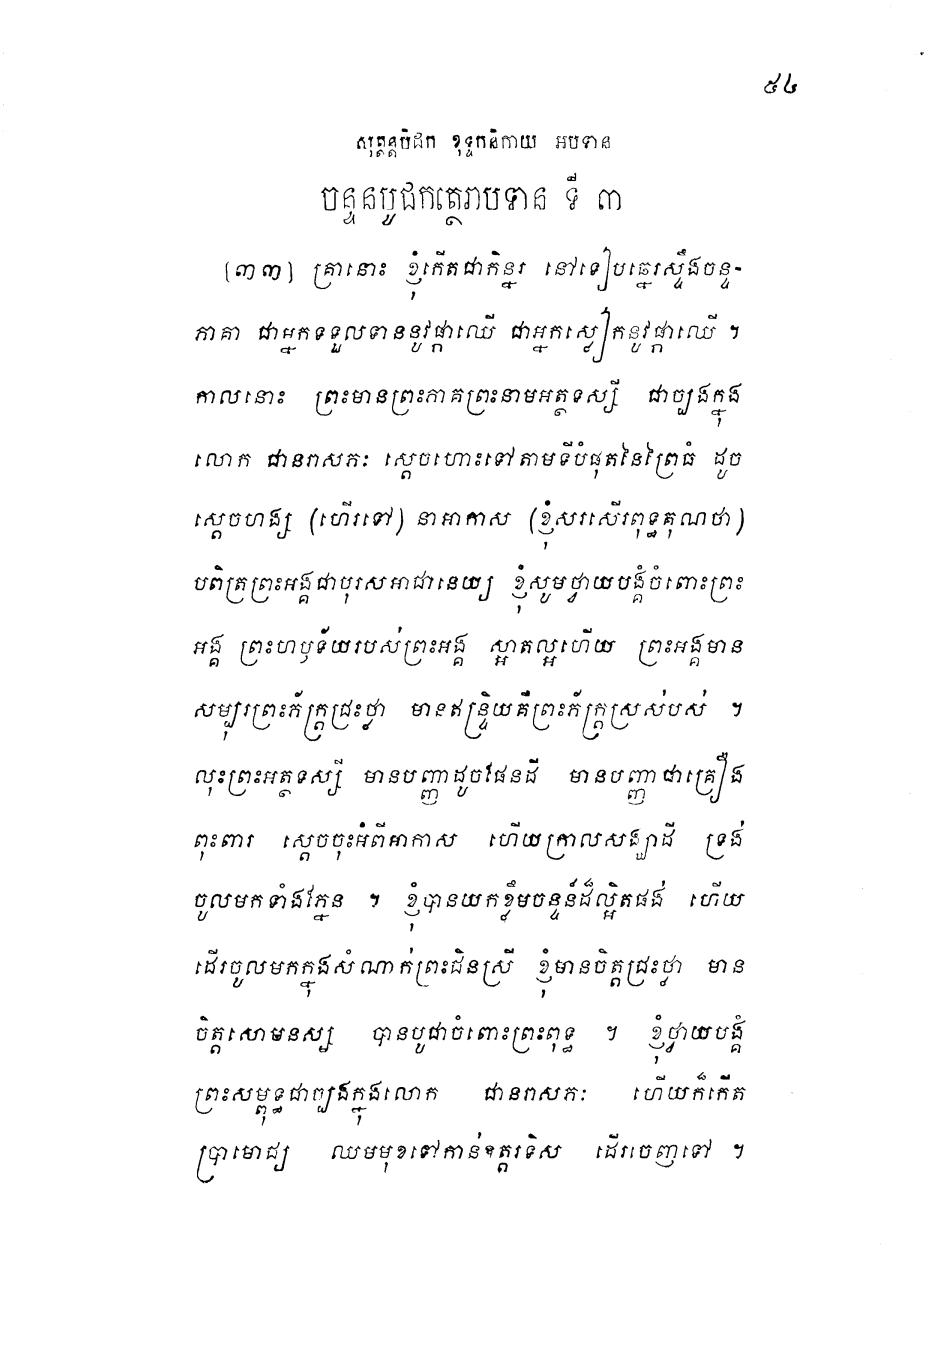 ៥៤
សុត្តន្តបិដក ខុទ្ទកនិកាយ អបទាន
ចន្ទនបូជកត្ថេរាបទាន ទី ៣
(៣៣) គ្រានោះ ខ្ញុំកើតជាកិន្នរ នៅទៀបឆ្នេរស្ទឹងចន្ទ-
ភាគា ជាអ្នកទទួលទាននូវផ្កាឈើ ជាអ្នកស្លៀកនូវផ្កាឈើ ។
កាលនោះ ព្រះមានព្រះភាគព្រះនាមអត្ថទស្សី ជាច្បងក្នុង
លោក ជានរាសភៈ ស្តេចហោះទៅតាមទីបំផុតនៃព្រៃធំ ដូច
ស្តេចហង្ស (ហើរទៅ) នាអាកាស (ខ្ញុំសរសើរពុទ្ធគុណថា)
បពិត្រព្រះអង្គជាបុរសអាជានេយ្យ ខ្ញុំសូមថ្វាយបង្គំចំពោះព្រះ
អង្គ ព្រះហឫទ័យរបស់ព្រះអង្គ ស្អាតល្អហើយ ព្រះអង្គមាន
សម្បុរព្រះភ័ក្ត្រជ្រះថ្លា មានឥន្ទ្រិយគឺព្រះភ័ក្ត្រស្រស់បស់ ។
លុះព្រះអត្ថទស្សី មានបញ្ញាដូចផែនដី មានបញ្ញាជាគ្រឿង
ពុះពារ ស្តេចចុះអំពីអាកាស ហើយក្រាលសង្ឃាដី ទ្រង់
ចូលមកទាំងភ្នែន ។ ខ្ញុំបានយកខ្លឹមចន្ទន៍ដ៏ល្អិតផង់ ហើយ
ដើរចូលមកក្នុងសំណាក់ព្រះជិនស្រី ខ្ញុំមានចិត្តជ្រះថ្លា មាន
ចិត្តសោមនស្ស បានបូជាចំពោះព្រះពុទ្ធ ។ ខ្ញុំថ្វាយបង្គំ
ព្រះសម្ពុទ្ធជាច្បងក្នុងលោក ជានរាសភៈ ហើយក៏កើត
ប្រាមោជ្យ ឈមមុខទៅកាន់ឧត្តរទិស ដើរចេញទៅ ។